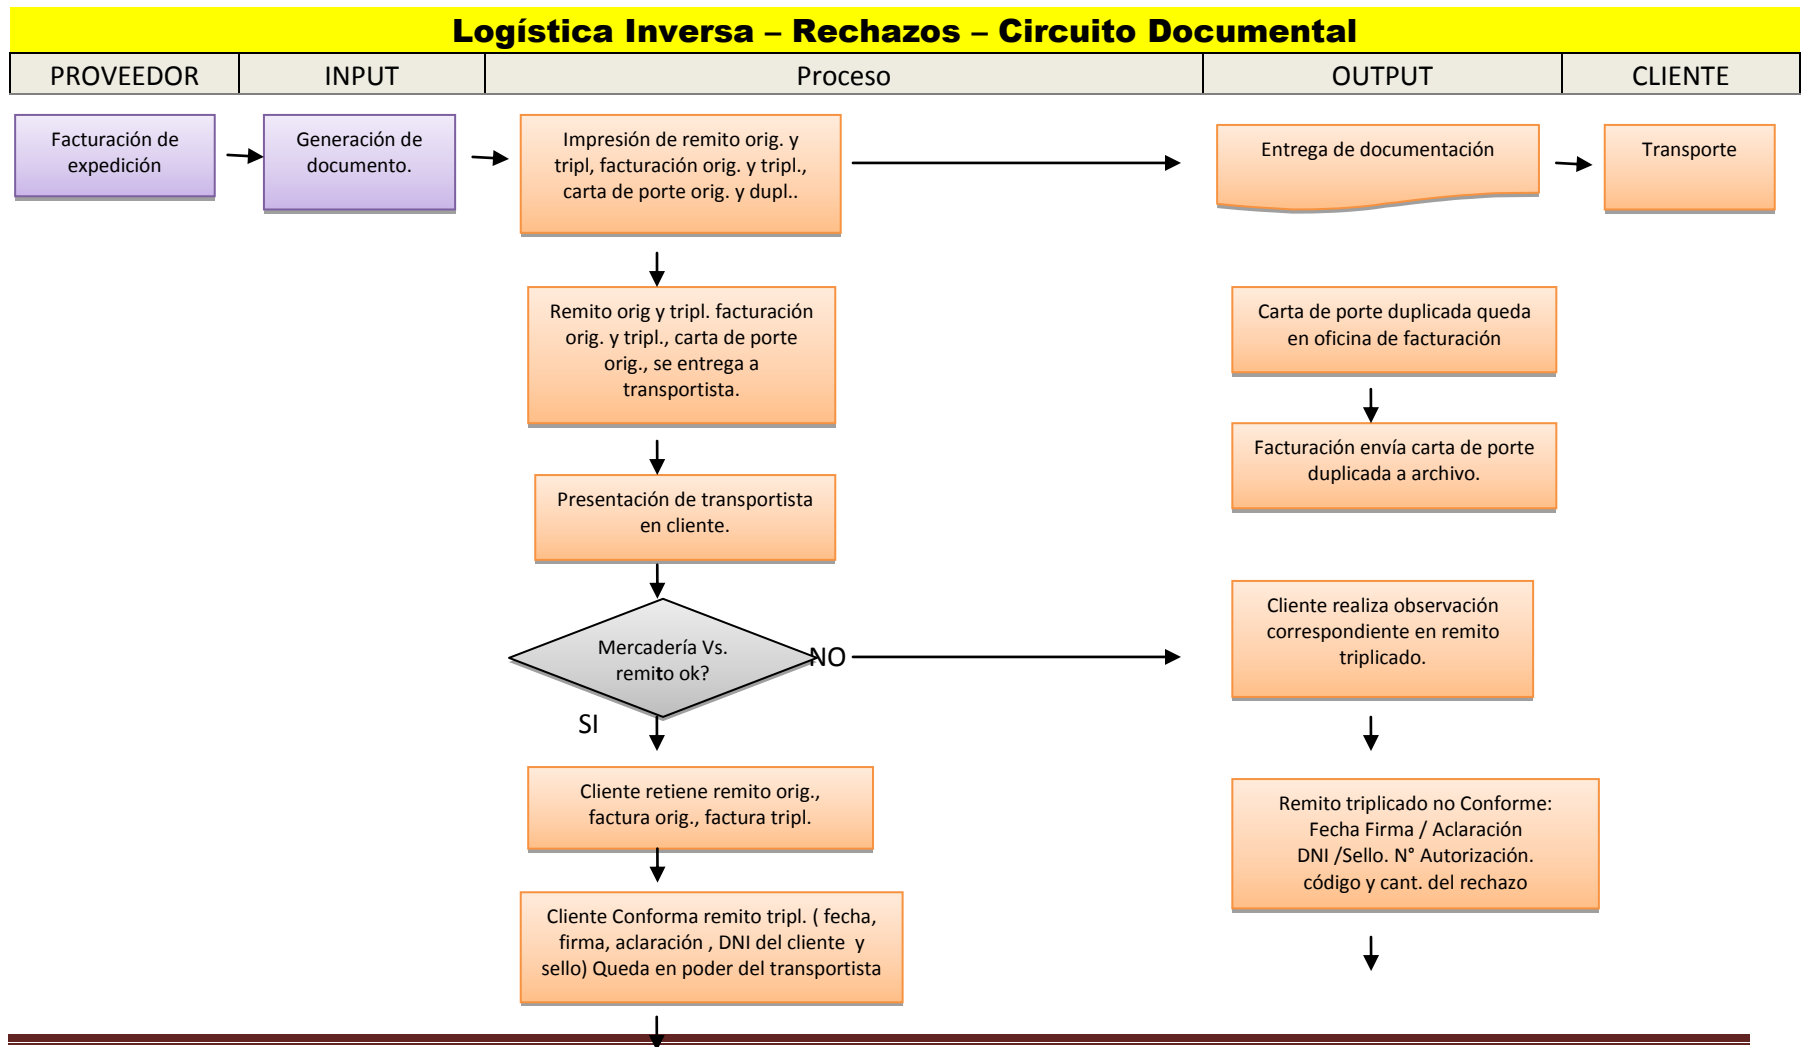 Logística Inversa – Rechazos – Circuito Documental
PROVEEDOR
INPUT
Proceso
OUTPUT
CLIENTE
Facturación de
expedición
Generación de
documento.
Impresión de remito orig. y
tripl, facturación orig. y tripl.,
carta de porte orig. y dupl..
Entrega de documentación
Transporte
Remito orig y tripl. facturación
orig. y tripl., carta de porte
orig., se entrega a
transportista.
Carta de porte duplicada queda
en oficina de facturación
Facturación envía carta de porte
duplicada a archivo.
Presentación de transportista
en cliente.
Mercadería Vs.
remito ok?
NO
SI
Cliente realiza observación
correspondiente en remito
triplicado.
Cliente retiene remito orig.,
factura orig., factura tripl.
Remito triplicado no Conforme:
Fecha Firma / Aclaración
DNI /Sello. N° Autorización.
código y cant. del rechazo
Cliente Conforma remito tripl. ( fecha,
firma, aclaración , DNI del cliente y
sello) Queda en poder del transportista